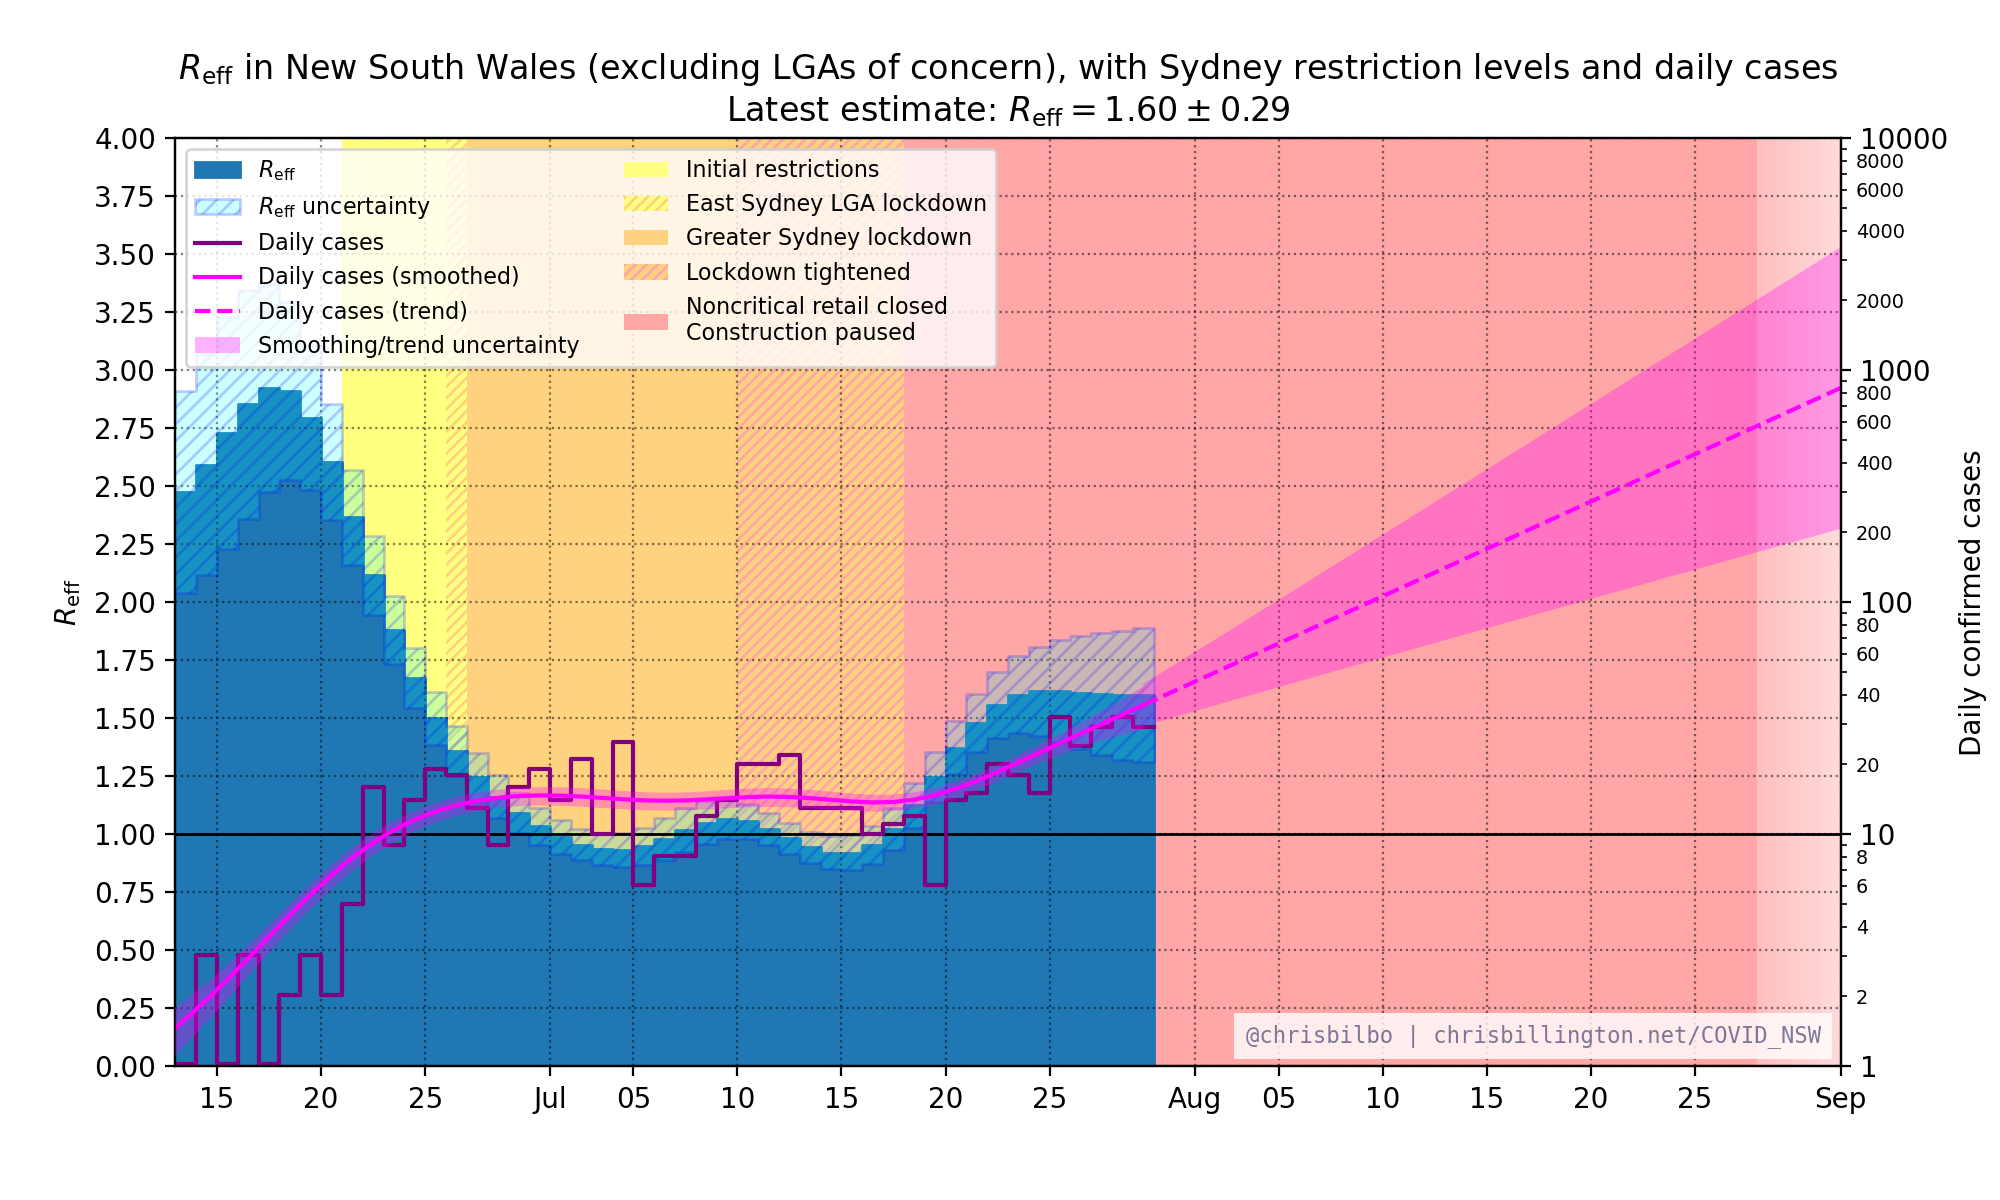 R_eff in New South Wales (excluding LGAs of concern), with Sydney restriction levels and daily cases
Latest estimate: R_eff = 1.60 ± 0.29
R_eff
R_eff uncertainty
Daily cases
Daily cases (smoothed)
Daily cases (trend)
Smoothing/trend uncertainty
Initial restrictions
East Sydney LGA lockdown
Greater Sydney lockdown
Lockdown tightened
Noncritical retail closed
Construction paused
4.00
3.75
3.50
3.25
3.00
2.75
2.50
2.25
2.00
1.75
1.50
1.25
1.00
0.75
0.50
0.25
0.00
R_eff
10000
8000
6000
4000
2000
1000
800
600
400
200
100
80
60
40
20
10
8
6
4
2
1
Daily confirmed cases
@chrisbilbo | chrisbillington.net/COVID_NSW
15 20 25 Jul 05 10 15 20 25 Aug 05 10 15 20 25 Sep